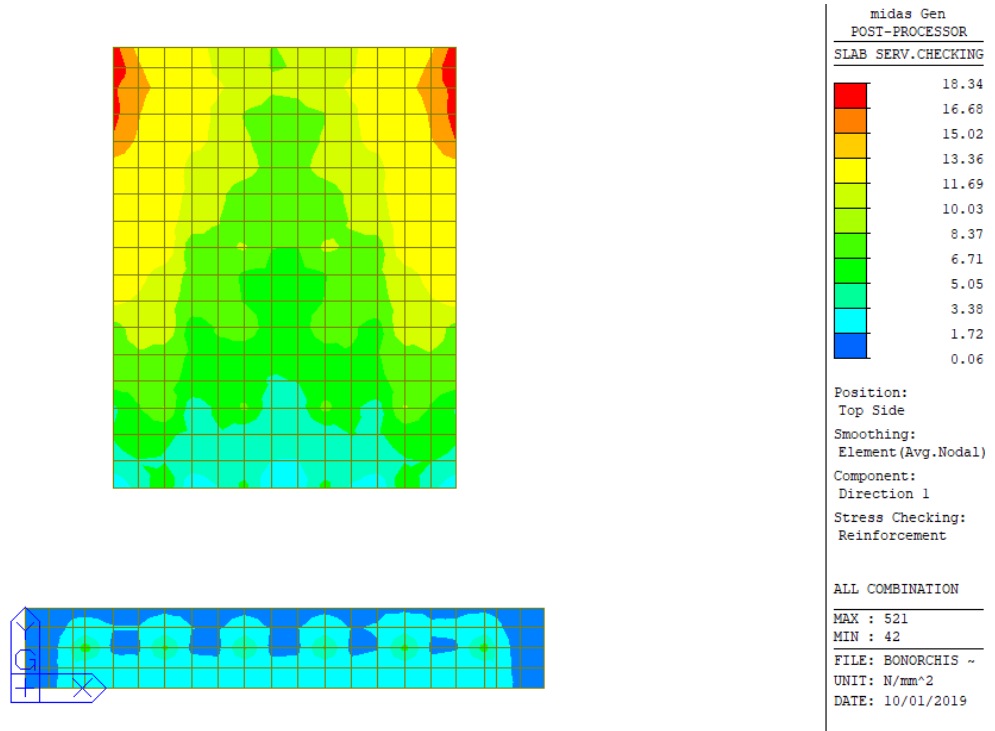 midas Gen
POST-PROCESSOR
SLAB SERV.CHECKING
18.34
16.68
15.02
13.36
11.69
10.03
8.37
6.71
5.05
3.38
1.72
0.06
Position:
Top Side
Smoothing:
Element(Avg.Nodal)
Component:
Direction 1
Stress Checking:
Reinforcement
ALL COMBINATION
MAX : 521
MIN : 42
FILE: BONORCHIS ~
UNIT: N/mm^2
DATE: 10/01/2019
Y
G
X